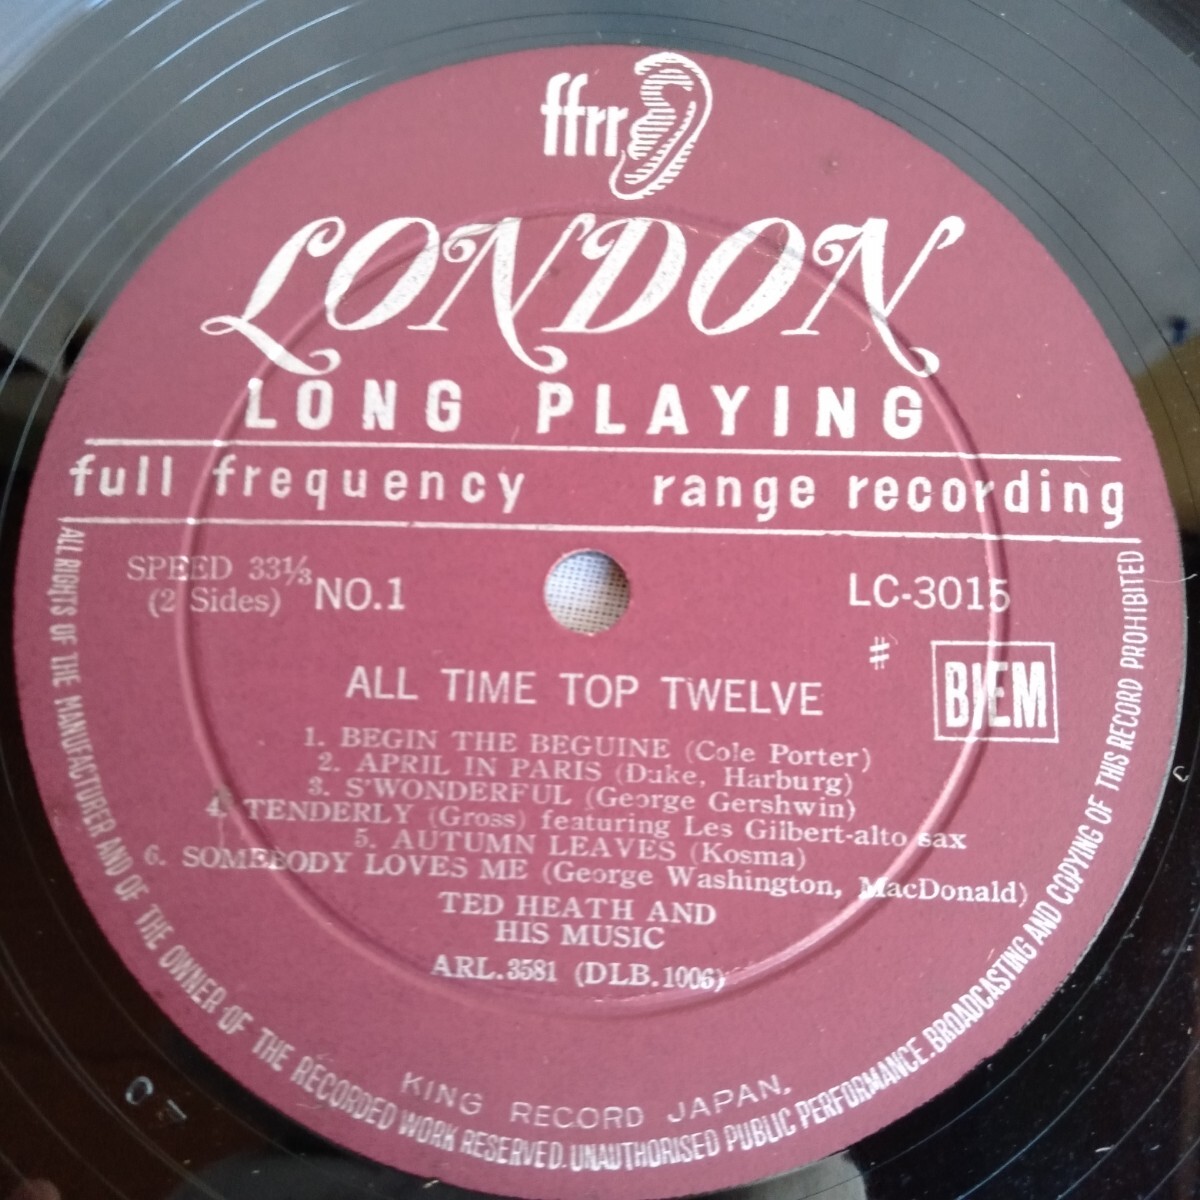 ffrr
LONDON
LONG PLAYING
full frequency range recording
SPEED 33⅓
(2 Sides)
NO.1
LC-3015
#
BIEM
ALL TIME TOP TWELVE
1. BEGIN THE BEGUINE (Cole Porter)
2. APRIL IN PARIS (Duke, Harburg)
3. S'WONDERFUL (George Gershwin)
4. TENDERLY (Gross) featuring Les Gilbert-alto sax
5. AUTUMN LEAVES (Kosma)
6. SOMEBODY LOVES ME (George Washington, MacDonald)
TED HEATH AND
HIS MUSIC
ARL.3581 (DLB.1006)
KING RECORD JAPAN.
ALL RIGHTS OF THE MANUFACTURER AND OF THE OWNER OF THE RECORDED WORK RESERVED. UNAUTHORISED PUBLIC PERFORMANCE. BROADCASTING AND COPYING OF THIS RECORD PROHIBITED